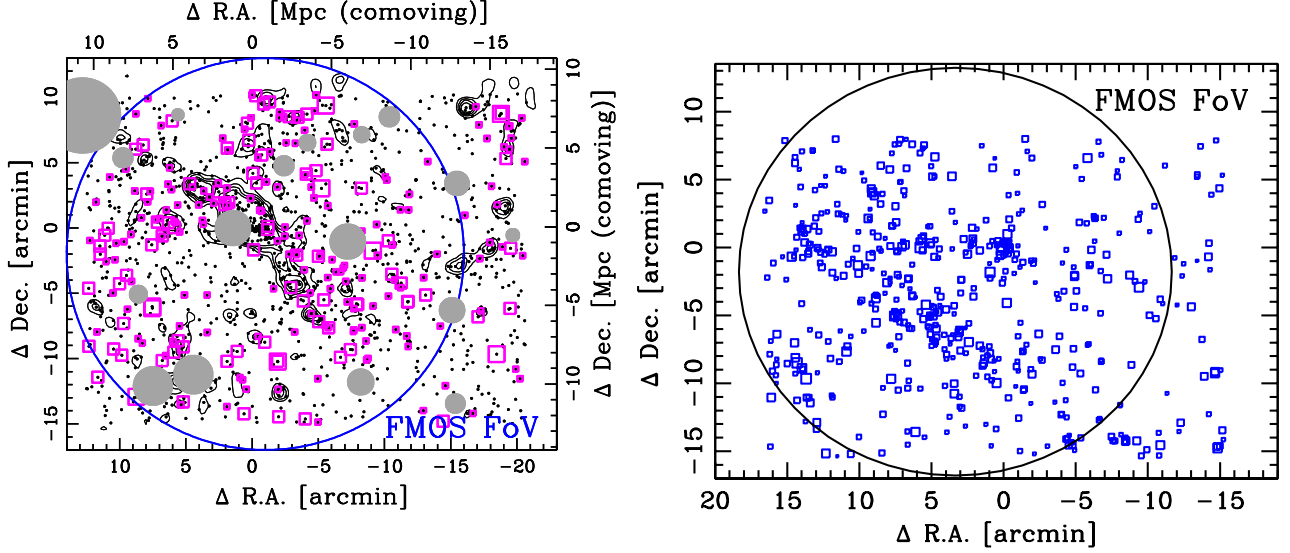 Δ R.A. [Mpc (comoving)]
10 5 0 −5 −10 −15
Δ Dec. [arcmin]
10
5
0
−5
−10
−15
10
5
0
−5
−10
Δ Dec. [Mpc (comoving)]
FMOS FoV
10 5 0 −5 −10 −15 −20
Δ R.A. [arcmin]
FMOS FoV
Δ Dec. [arcmin]
10
5
0
−5
−10
−15
20 15 10 5 0 −5 −10 −15
Δ R.A. [arcmin]